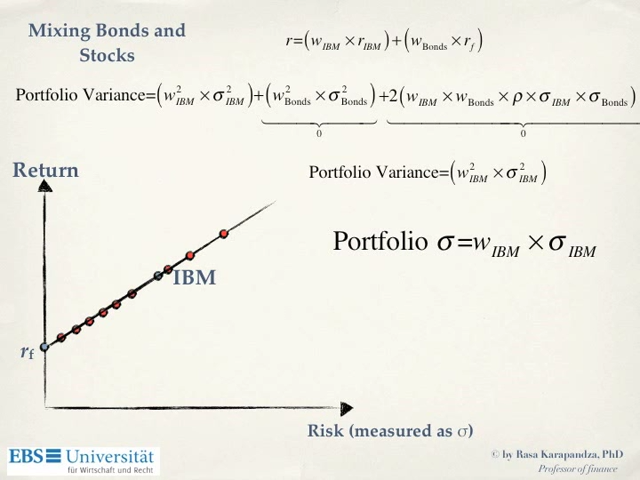 Mixing Bonds and
Stocks
r=(w_IBM × r_IBM)+(w_Bonds × r_f)
Portfolio Variance=(w²_IBM × σ²_IBM)+(w²_Bonds × σ²_Bonds)+2(w_IBM × w_Bonds × ρ × σ_IBM × σ_Bonds)
0
0
Return
Portfolio Variance=(w²_IBM × σ²_IBM)
Portfolio σ=w_IBM × σ_IBM
IBM
r_f
Risk (measured as σ)
EBS Universität
für Wirtschaft und Recht
© by Rasa Karapandza, PhD
Professor of finance